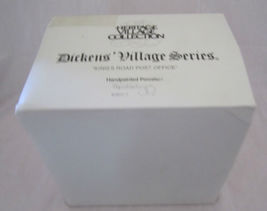 HERITAGE
VILLAGE
COLLECTION
Dickens' Village Series
"KING'S ROAD POST OFFICE"
Handpainted Porcelain